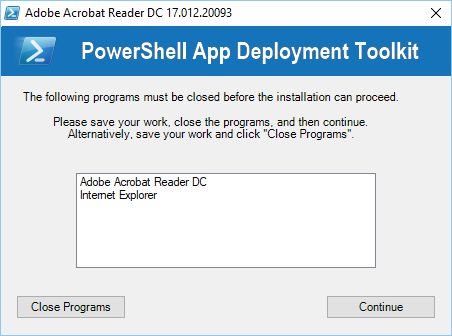 Adobe Acrobat Reader DC 17.012.20093
PowerShell App Deployment Toolkit
The following programs must be closed before the installation can proceed.
Please save your work, close the programs, and then continue.
Alternatively, save your work and click "Close Programs".
Adobe Acrobat Reader DC
Internet Explorer
Close Programs
Continue